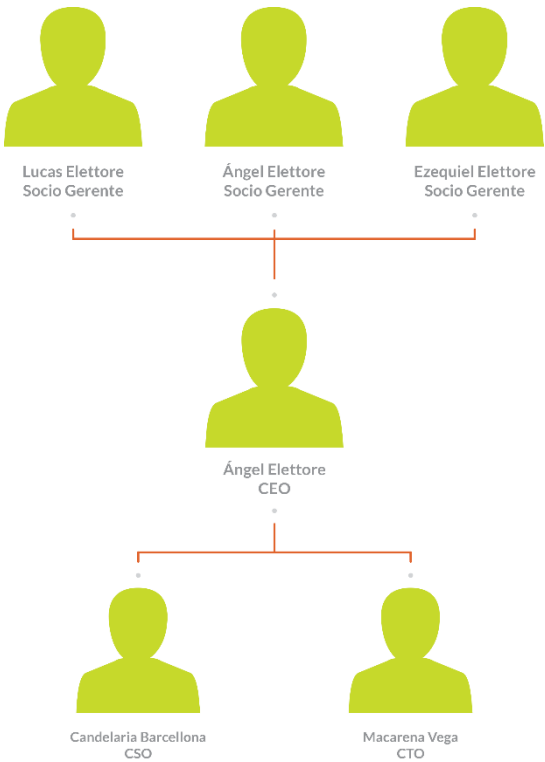 Lucas Elettore
Socio Gerente
Ángel Elettore
Socio Gerente
Ezequiel Elettore
Socio Gerente
Ángel Elettore
CEO
Candelaria Barcellona
CSO
Macarena Vega
CTO